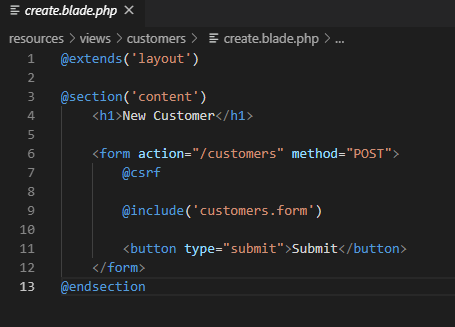 create.blade.php
resources > views > customers > create.blade.php > ...
1 @extends('layout')
2
3 @section('content')
4     <h1>New Customer</h1>
5
6     <form action="/customers" method="POST">
7         @csrf
8
9         @include('customers.form')
10
11         <button type="submit">Submit</button>
12     </form>
13 @endsection